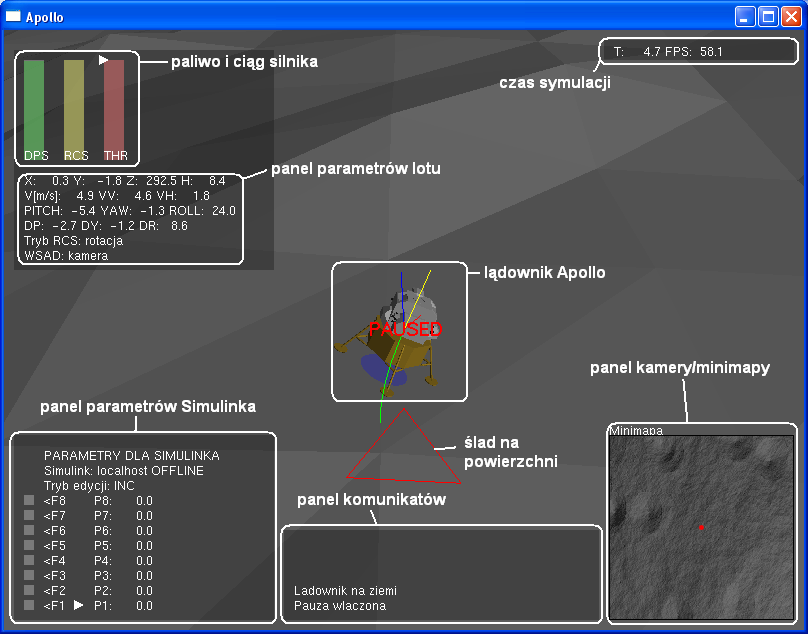 Apollo
T: 4.7 FPS: 58.1
paliwo i ciąg silnika
czas symulacji
DPS RCS THR
panel parametrów lotu
X: 0.3 Y: -1.8 Z: 292.5 H: 8.4
V[m/s]: 4.9 VV: 4.6 VH: 1.8
PITCH: -5.4 YAW: -1.3 ROLL: 24.0
DP: -2.7 DY: -1.2 DR: 8.6
Tryb RCS: rotacja
WSAD: kamera
lądownik Apollo
PAUSED
panel kamery/minimapy
panel parametrów Simulinka
Minimapa
ślad na
powierzchni
PARAMETRY DLA SIMULINKA
Simulink: localhost OFFLINE
Tryb edycji: INC
<F8 P8: 0.0
<F7 P7: 0.0
<F6 P6: 0.0
<F5 P5: 0.0
<F4 P4: 0.0
<F3 P3: 0.0
<F2 P2: 0.0
<F1 P1: 0.0
panel komunikatów
Ladownik na ziemi
Pauza wlaczona